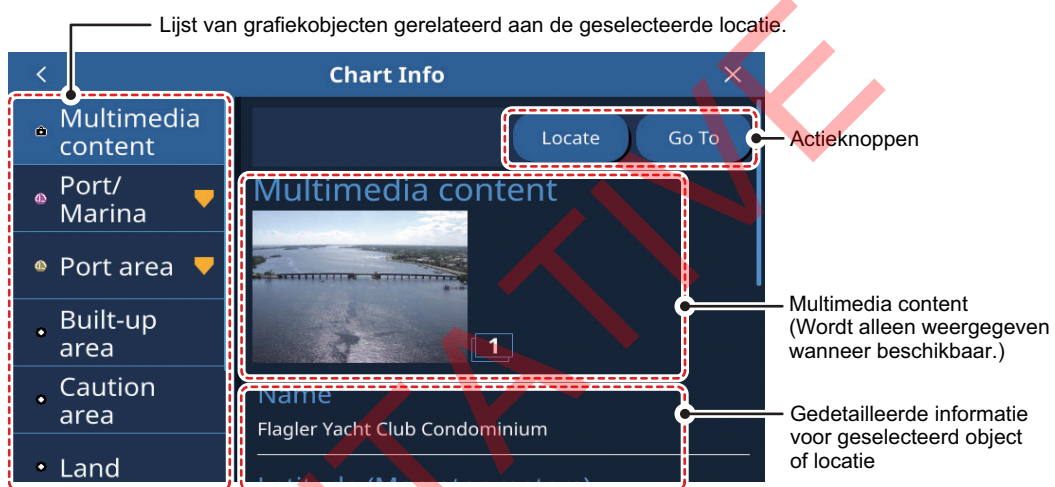 Lijst van grafiekobjecten gerelateerd aan de geselecteerde locatie.
Chart Info
Multimedia
content
Port/
Marina
Port area
Built-up
area
Caution
area
Land
Locate
Go To
Actieknoppen
Multimedia content
1
Multimedia content
(Wordt alleen weergegeven
wanneer beschikbaar.)
Name
Flagler Yacht Club Condominium
Gedetailleerde informatie
voor geselecteerd object
of locatie
TATIVE